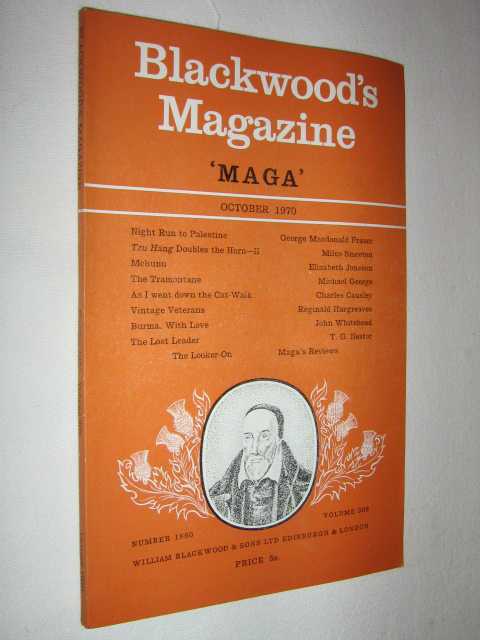 Blackwood's
Magazine
'MAGA'
OCTOBER 1970
Night Run to Palestine George Macdonald Fraser
Tzu Hang Doubles the Horn—II Miles Smeeton
Mchunu Elizabeth Joneson
The Tramontane Michael George
As I went down the Cat-Walk Charles Causley
Vintage Veterans Reginald Hargreaves
Burma, With Love John Whitehead
The Lost Leader T. G. Nestor
The Looker-On Maga's Reviews
NUMBER 1860 VOLUME 308
WILLIAM BLACKWOOD & SONS LTD EDINBURGH & LONDON
PRICE 5s.